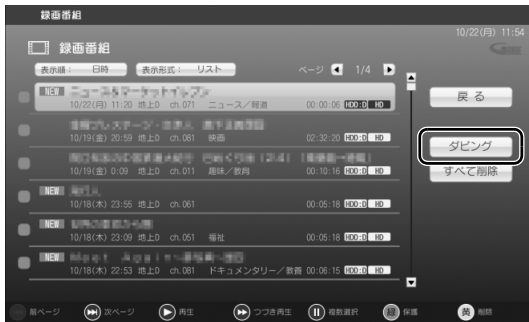 録画番組
10/22(月) 11:54
録画番組
表示順： 日時 表示形式： リスト ページ 1/4
NEW
10/22(月) 11:20 地上D ch.071 ニュース／報道 00:00:06 HDD:D HD
10/19(金) 20:59 地上D ch.081 映画 02:32:20 HDD:D HD
10/19(金) 0:09 地上D ch.011 趣味／教育 00:10:16 HDD:D HD
NEW
10/18(木) 23:55 地上D ch.061 00:05:18 HDD:D HD
NEW
10/18(木) 23:09 地上D ch.051 福祉 00:05:18 HDD:D HD
NEW
10/18(木) 22:53 地上D ch.081 ドキュメンタリー／教養 00:06:15 HDD:D HD
戻る
ダビング
すべて削除
前ページ 次ページ 再生 つづき再生 複数選択 緑 保護 黄 削除